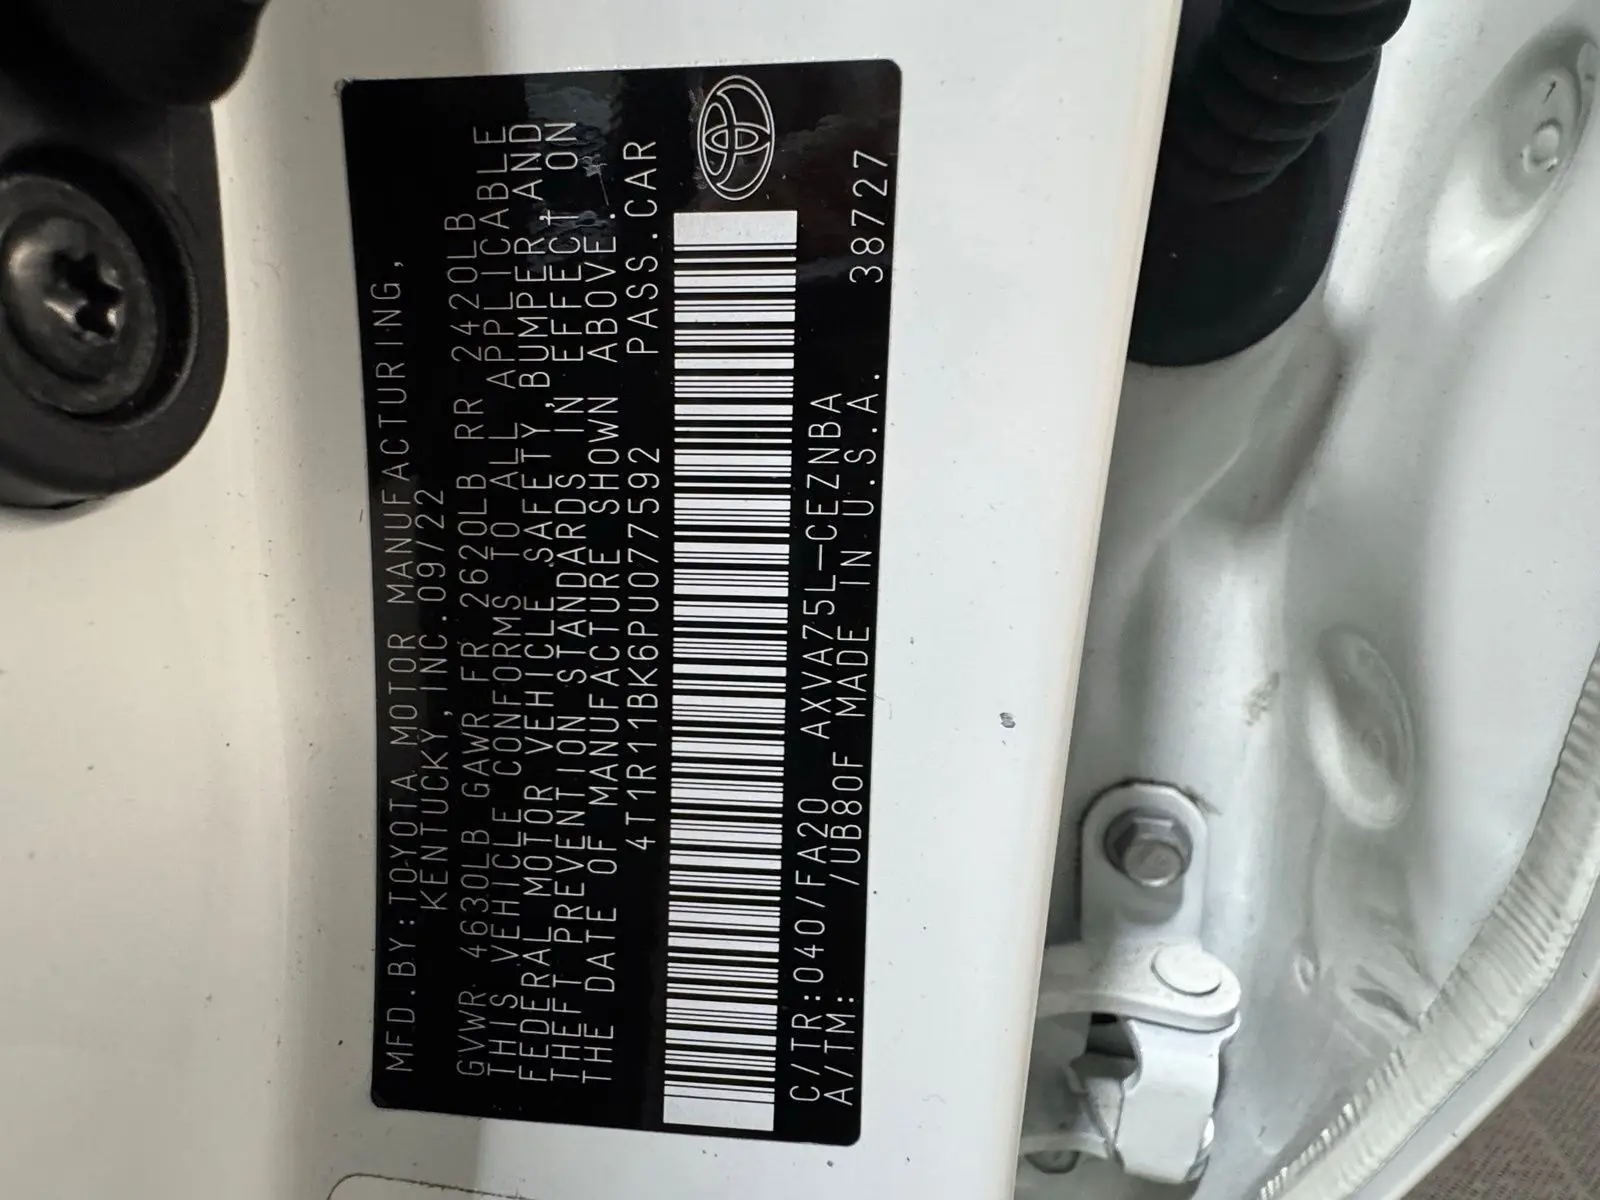 MFD.BY:TOYOTA MOTOR MANUFACTURING,
KENTUCKY,INC.09/22
GVWR 4630LB GAWR FR 2620LB RR 2420LB
THIS VEHICLE CONFORMS TO ALL APPLICABLE
FEDERAL MOTOR VEHICLE SAFETY,BUMPER,AND
THEFT PREVENTION STANDARDS IN EFFECT ON
THE DATE OF MANUFACTURE SHOWN ABOVE.
4T1R11BK6PU077592 PASS.CAR
C/TR:040/FA20 AXVA75L-CEZNBA 38727
A/TM: /UB80F MADE IN U.S.A.